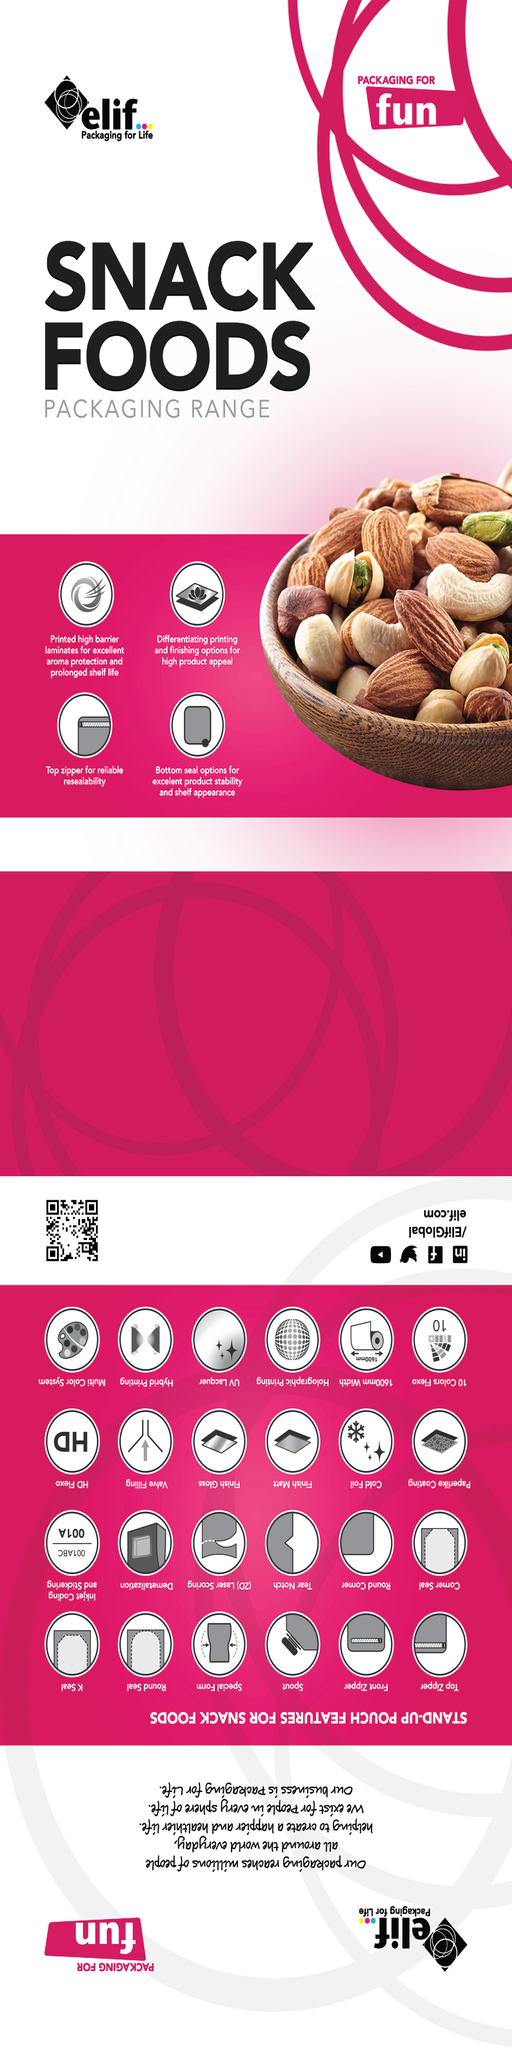 elif
Packaging for Life
PACKAGING FOR
fun
SNACK
FOODS
PACKAGING RANGE
Printed high barrier
laminates for excellent
aroma protection and
prolonged shelf life
Differentiating printing
and finishing options for
high product appeal
Top zipper for reliable
resealability
Bottom seal options for
excelent product stability
and shelf appearance
elif
Packaging for Life
PACKAGING FOR
fun
Our packaging reaches millions of people
all around the world everyday,
helping to create a happier and healthier life.
We exist for People in every sphere of life.
Our business is Packaging for Life.
STAND-UP POUCH FEATURES FOR SNACK FOODS
Top Zipper
Front Zipper
Spout
Special Form
Round Seal
K Seal
Corner Seal
Round Corner
Tear Notch
(2D) Laser Scoring
Demetalization
Inkjet Coding
and Stickering
001ABC
001A
Paperlike Coating
Cold Foil
Finish Matt
Finish Gloss
Valve Filling
HD Flexo
HD
10 Colors Flexo
10
1600mm Width
1600mm
Holographic Printing
UV Lacquer
Hybrid Printing
Multi Color System
in f
/ElifGlobal
elif.com